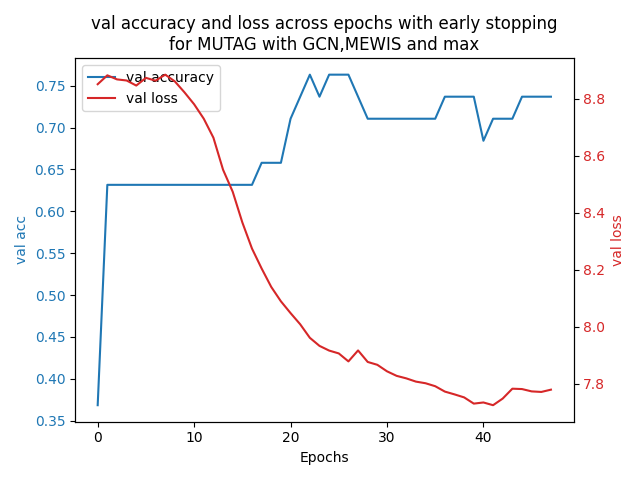 val accuracy and loss across epochs with early stopping
for MUTAG with GCN,MEWIS and max
val accuracy
val loss
0.75
0.70
0.65
0.60
0.55
0.50
0.45
0.40
0.35
val acc
8.8
8.6
8.4
8.2
8.0
7.8
val loss
0 10 20 30 40
Epochs